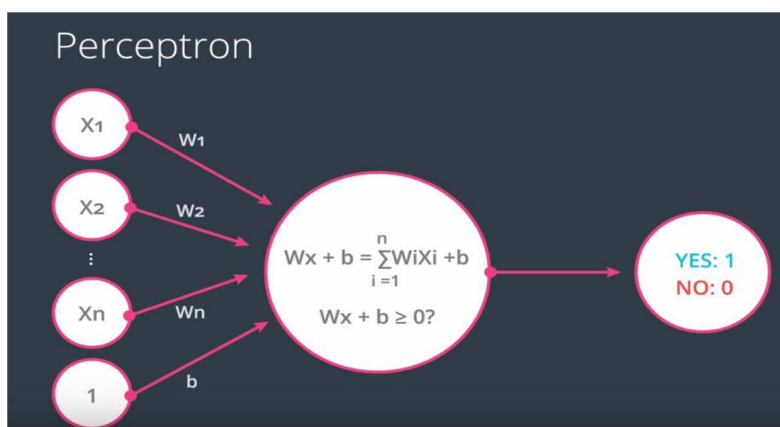 Perceptron
X1
W1
X2
W2
⋮
Xn
Wn
1
b
n
Wx + b = ∑WiXi +b
i =1
Wx + b ≥ 0?
YES: 1
NO: 0